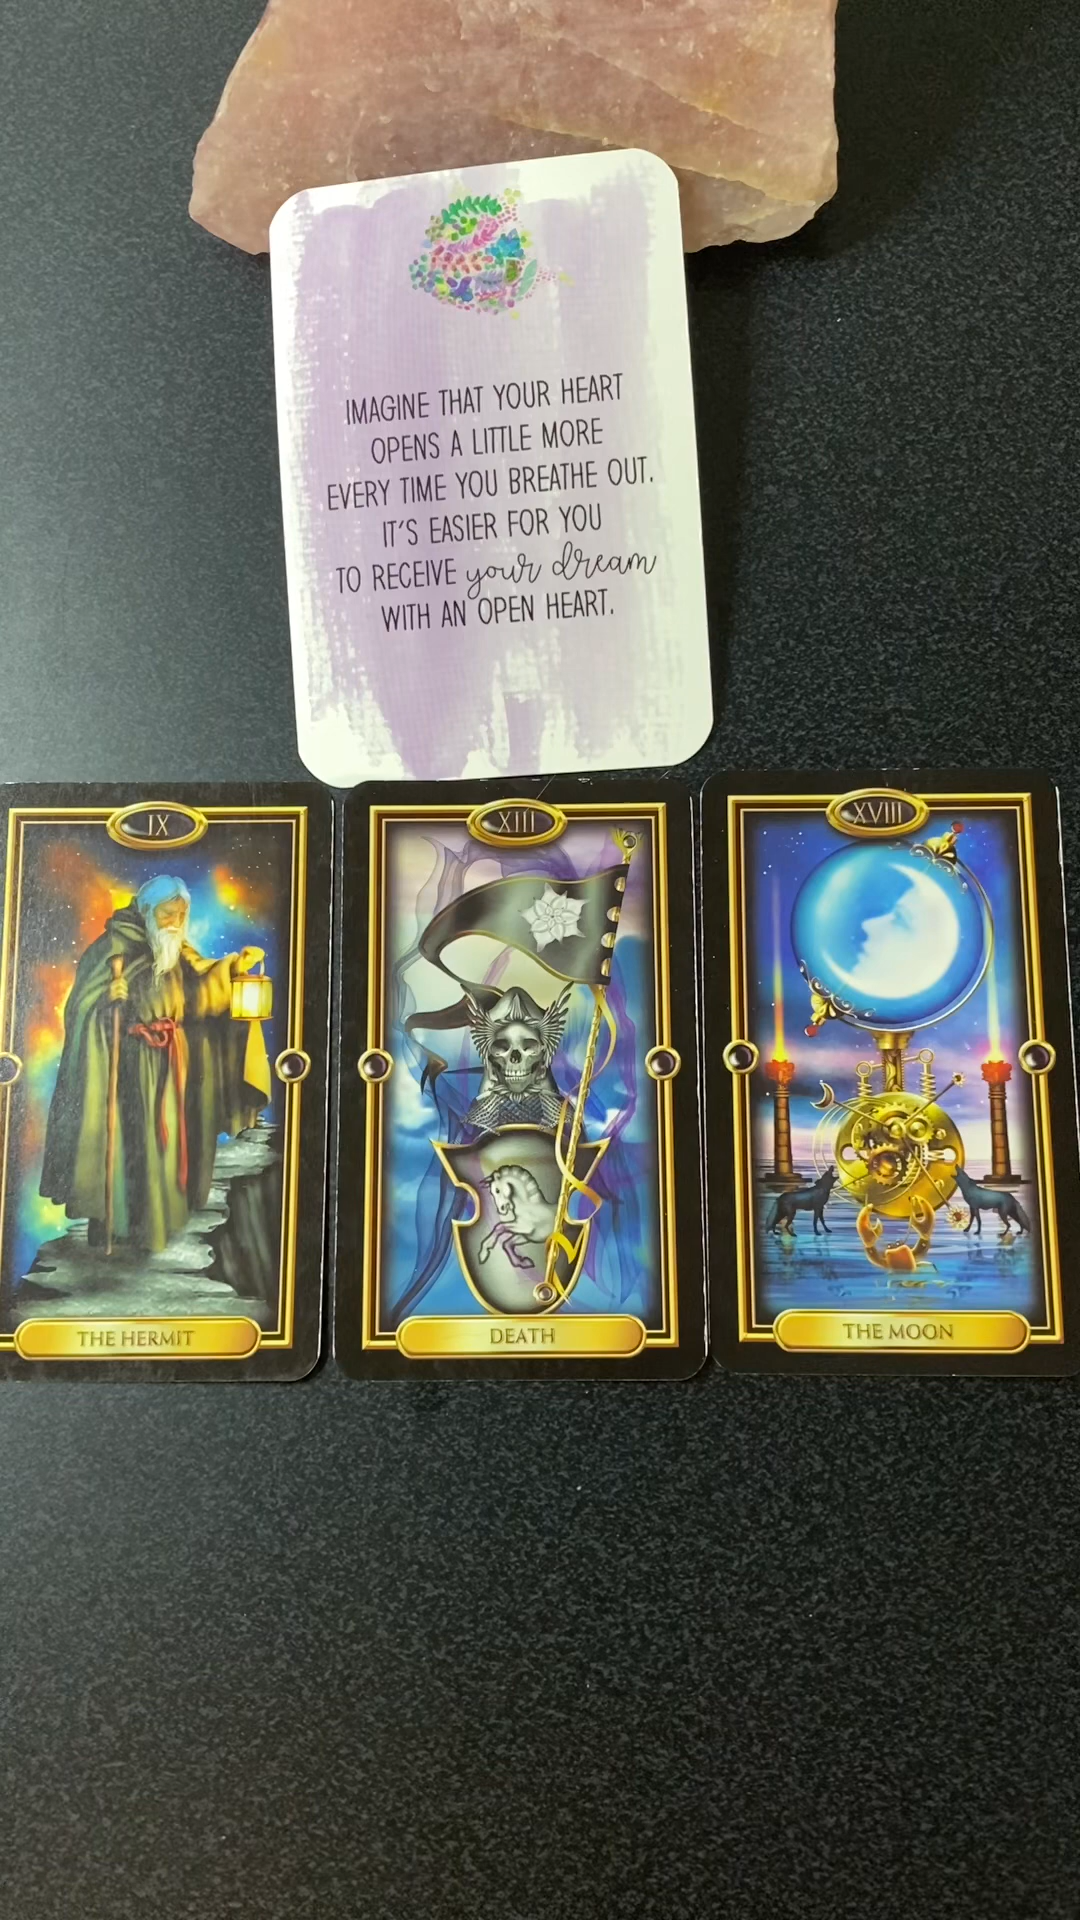 IMAGINE THAT YOUR HEART
OPENS A LITTLE MORE
EVERY TIME YOU BREATHE OUT.
IT'S EASIER FOR YOU
TO RECEIVE your dream
WITH AN OPEN HEART.
IX
XIII
XVIII
THE HERMIT
DEATH
THE MOON